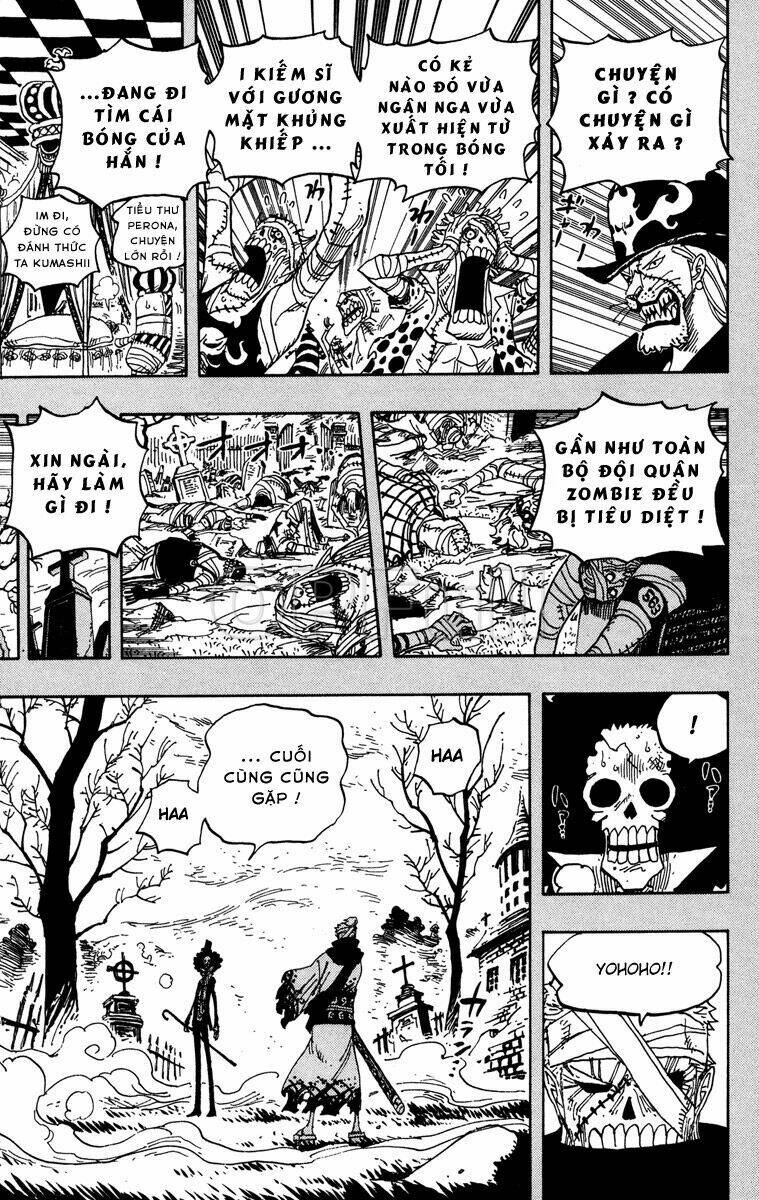 CHUYỆN
GÌ ? CÓ
CHUYỆN GÌ
XẢY RA ?
CÓ KẺ
NÀO ĐÓ VỪA
NGÂN NGA VỪA
XUẤT HIỆN TỪ
TRONG BÓNG
TỐI !
1 KIẾM SĨ
VỚI GƯƠNG
MẶT KHỦNG
KHIẾP ...
...ĐANG ĐI
TÌM CÁI
BÓNG CỦA
HẮN !
TIỂU THƯ
PERONA,
CHUYỆN
LỚN RỒI !
IM ĐI,
ĐỪNG CÓ
ĐÁNH THỨC
TA KUMASHII
GẦN NHƯ TOÀN
BỘ ĐỘI QUÂN
ZOMBIE ĐỀU
BỊ TIÊU DIỆT !
XIN NGÀI,
HÃY LÀM
GÌ ĐI !
!
HAA
... CUỐI
CÙNG CŨNG
GẶP !
HAA
YOHOHO!!